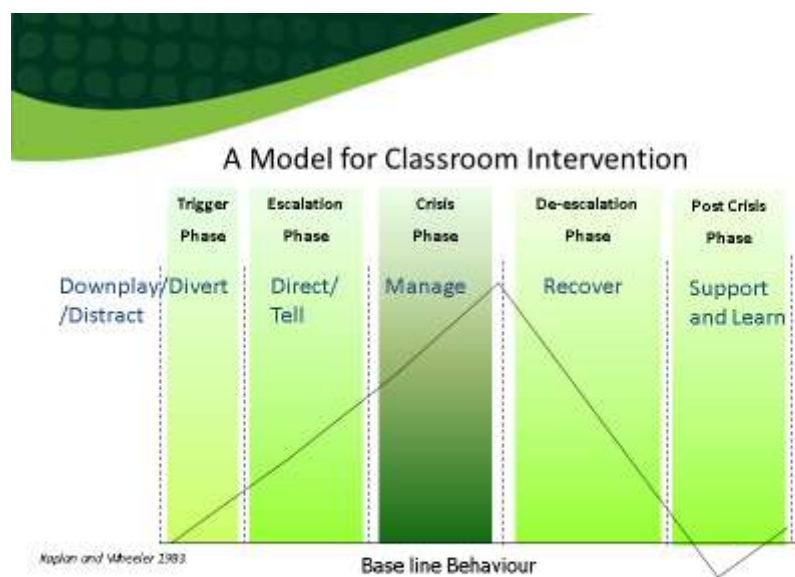 A Model for Classroom Intervention
Trigger
Phase
Escalation
Phase
Crisis
Phase
De-escalation
Phase
Post Crisis
Phase
Downplay/Divert
/Distract
Direct/
Tell
Manage
Recover
Support
and Learn
Kaplan and Wheeler 1983
Base line Behaviour